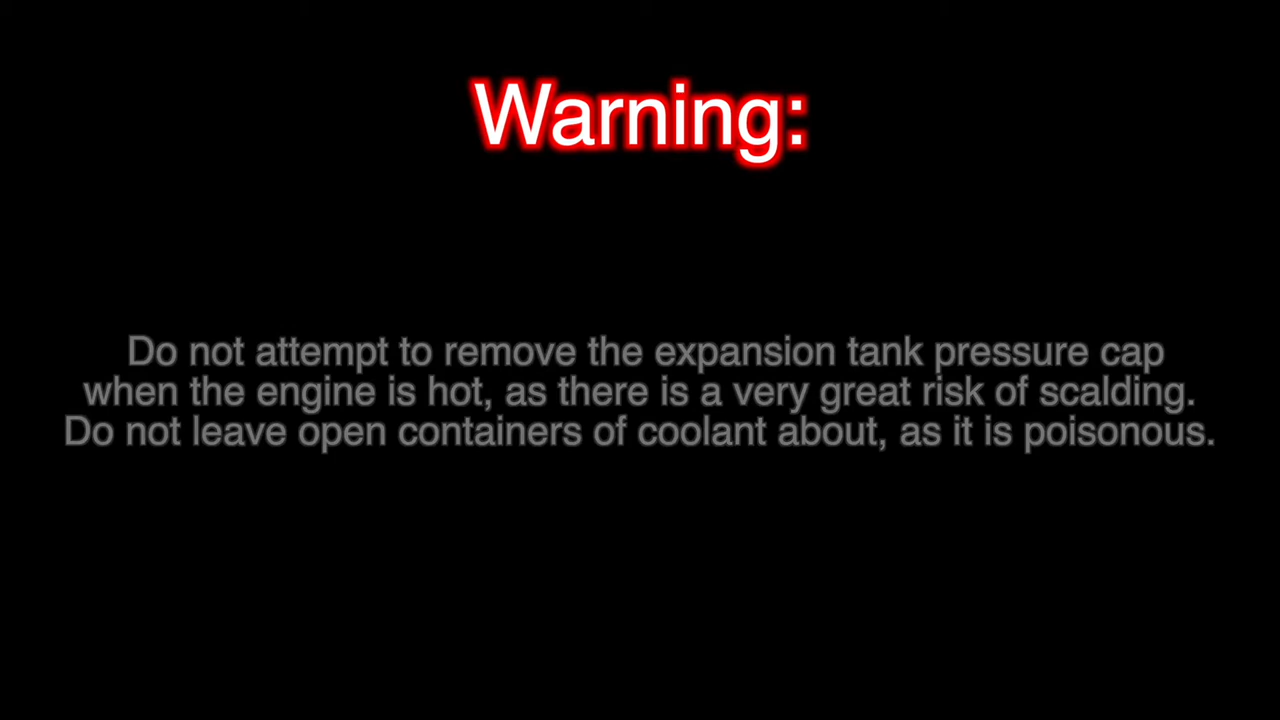 Warning:
Do not attempt to remove the expansion tank pressure cap
when the engine is hot, as there is a very great risk of scalding.
Do not leave open containers of coolant about, as it is poisonous.